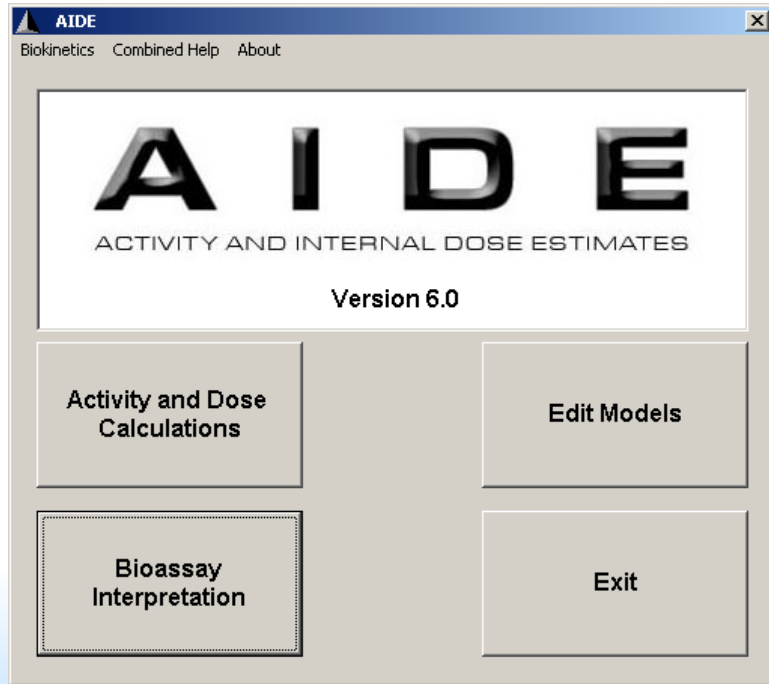 AIDE
Biokinetics Combined Help About
AIDE
ACTIVITY AND INTERNAL DOSE ESTIMATES
Version 6.0
Activity and Dose
Calculations
Edit Models
Bioassay
Interpretation
Exit